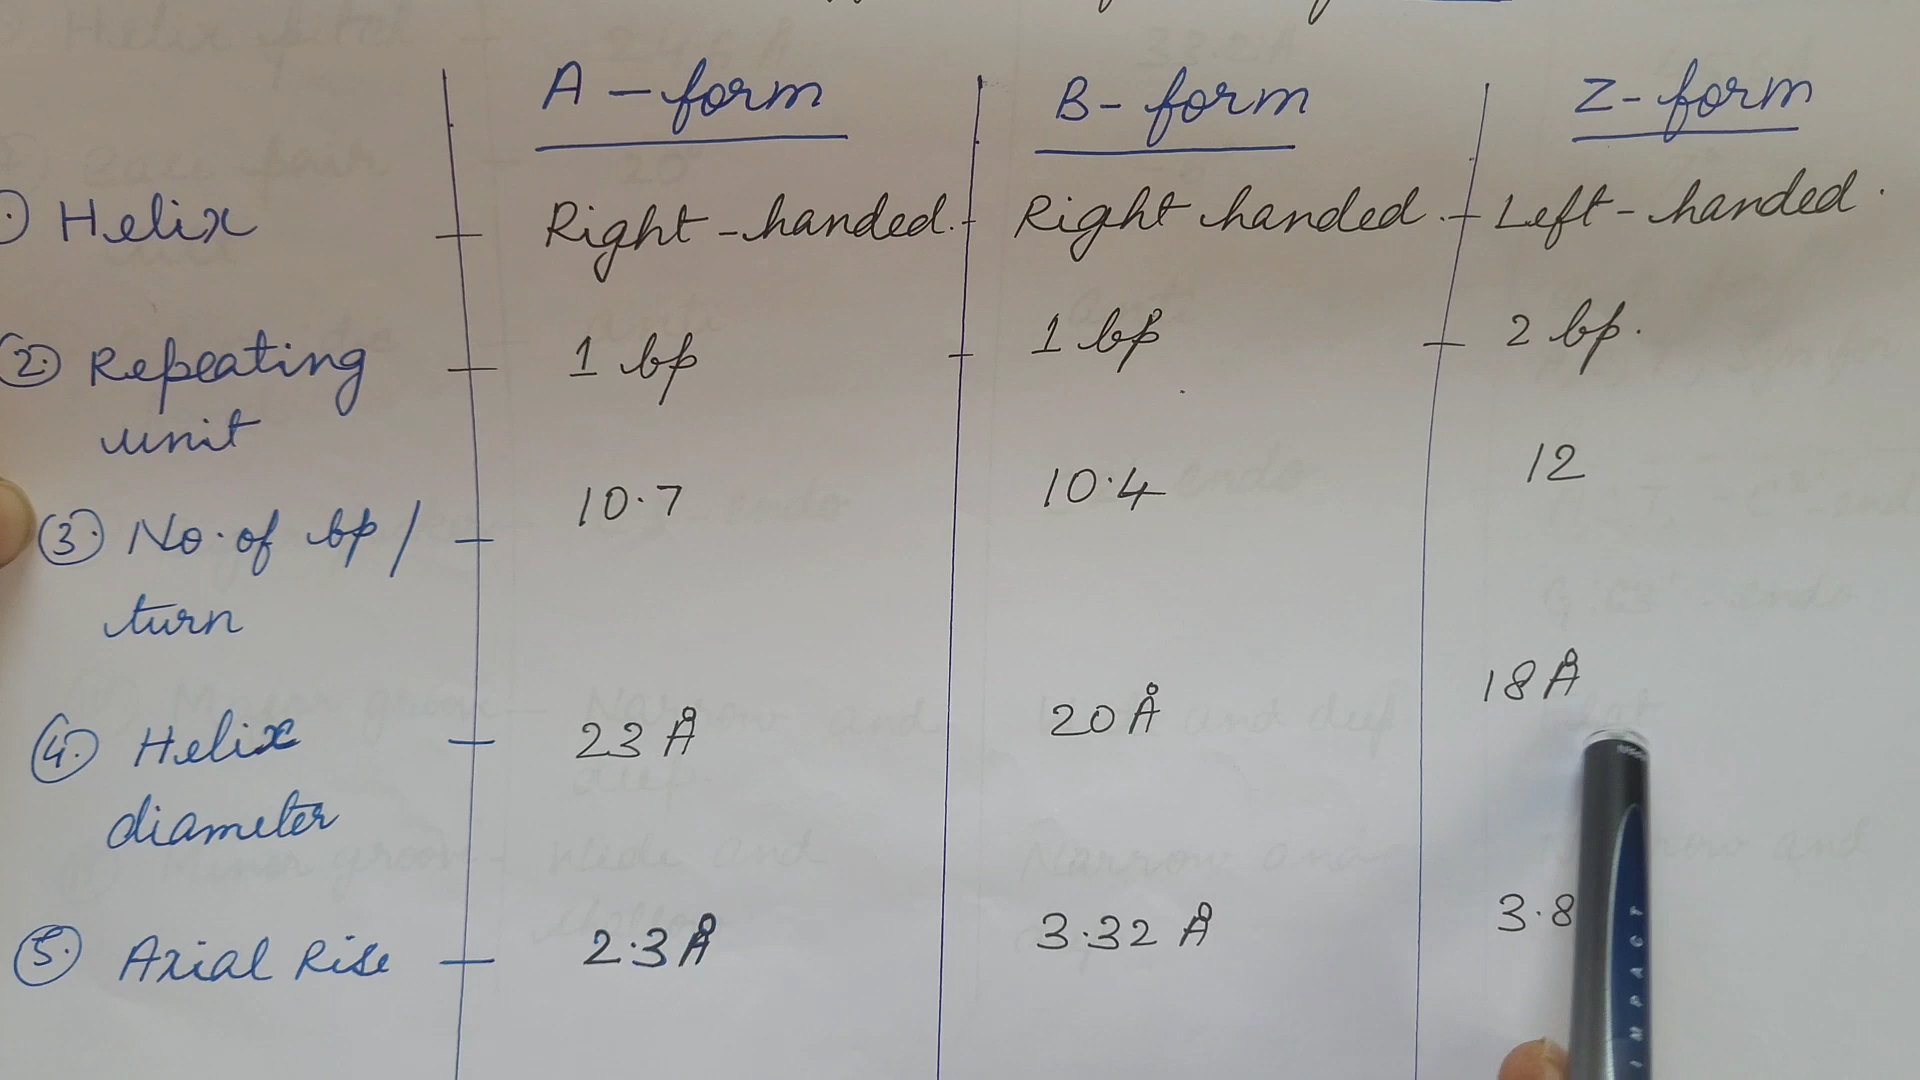 A - form B - form Z - form
1) Helix Right - handed. Right handed. Left - handed.
2. Repeating 1 bp 1 bp 2 bp.
unit
3. No. of bp / 10.7 10.4 12
turn
4. Helix 23 Å 20 Å 18 Å
diameter
5. Axial Rise 2.3 Å 3.32 Å 3.8
IMPACT